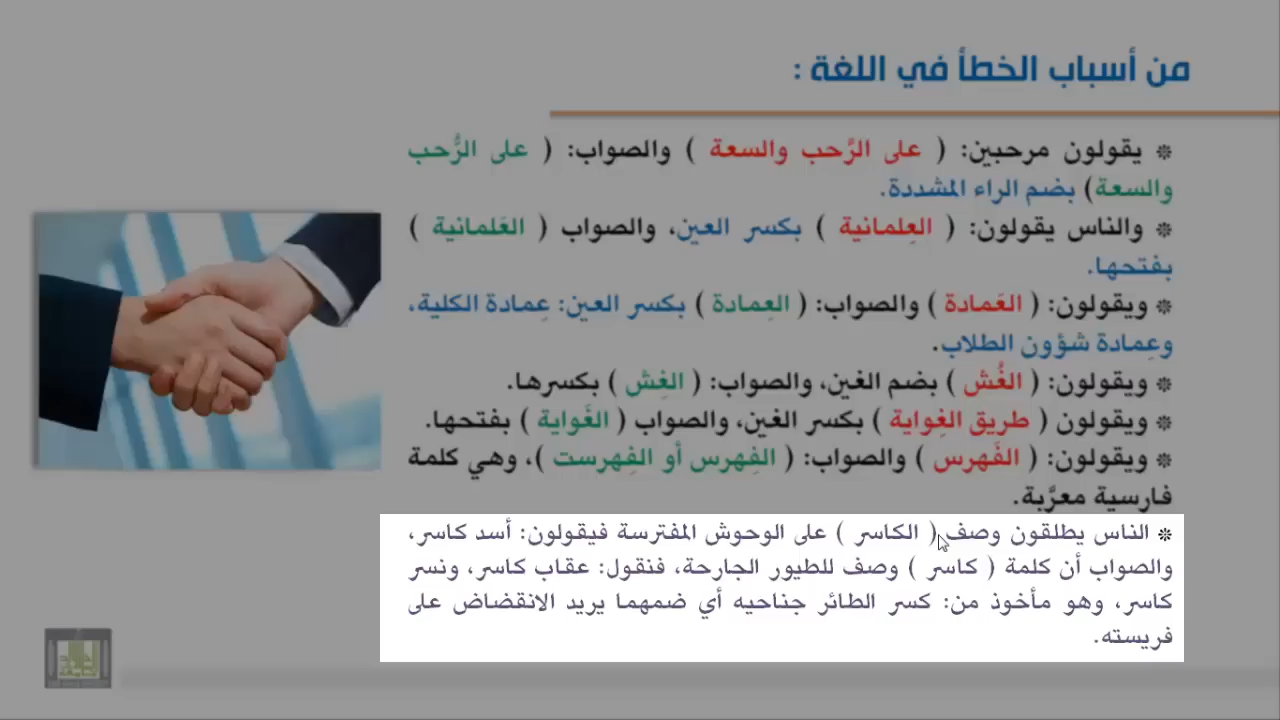 من أسباب الخطأ في اللغة :
❊ يقولون مرحبين: ( على الرَّحب والسعة ) والصواب: ( على الرُّحب
والسعة) بضم الراء المشددة.
❊ والناس يقولون: ( العِلمانية ) بكسر العين، والصواب ( العَلمانية )
بفتحها.
❊ ويقولون: ( العَمادة ) والصواب: ( العِمادة ) بكسر العين: عِمادة الكلية،
وعِمادة شؤون الطلاب.
❊ ويقولون: ( الغُش ) بضم الغين، والصواب: ( الغِش ) بكسرها.
❊ ويقولون ( طريق الغِواية ) بكسر الغين، والصواب ( الغَواية ) بفتحها.
❊ ويقولون: ( الفَهرس ) والصواب: ( الفِهرس أو الفِهرست )، وهي كلمة
فارسية معرَّبة.
❊ الناس يطلقون وصف ( الكاسر ) على الوحوش المفترسة فيقولون: أسد كاسر،
والصواب أن كلمة ( كاسر ) وصف للطيور الجارحة، فنقول: عقاب كاسر، ونسر
كاسر، وهو مأخوذ من: كسر الطائر جناحيه أي ضمهما يريد الانقضاض على
فريسته.